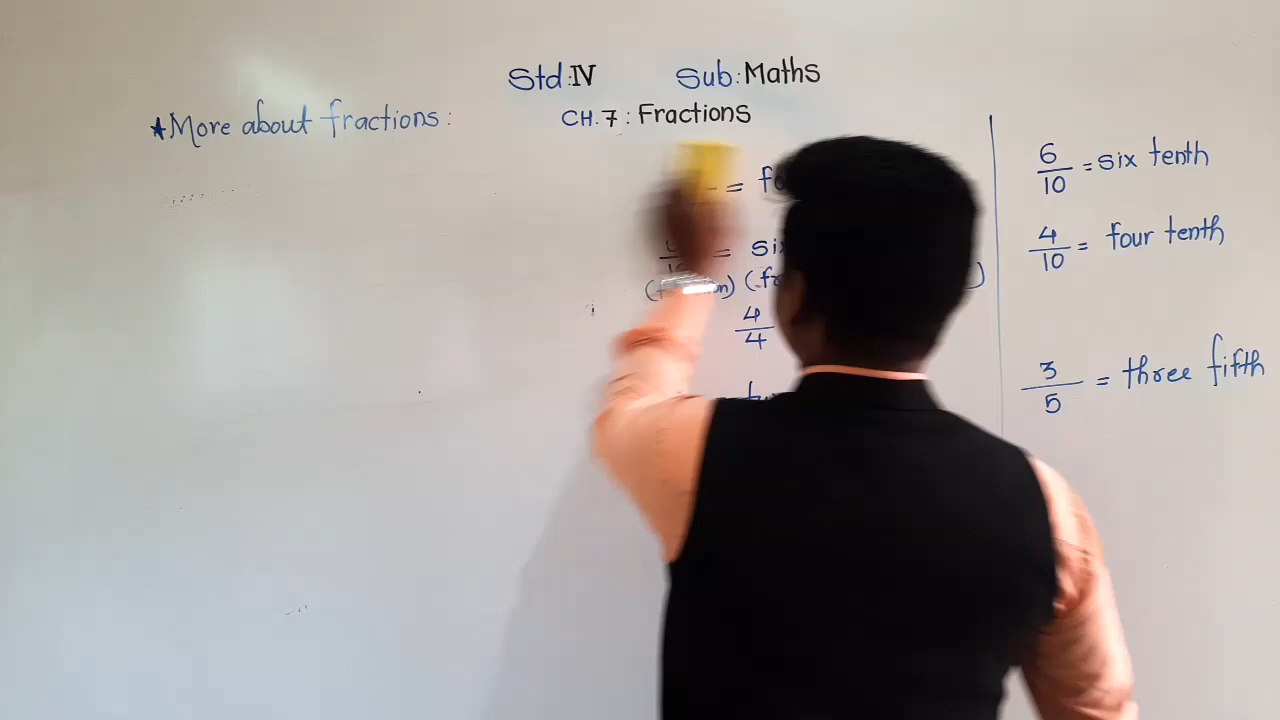 Std:IV Sub:Maths
CH.7: Fractions
★More about fractions:
=
= six
(
4
4
6
10 = six tenth
4
10 = four tenth
3
5 = three fifth